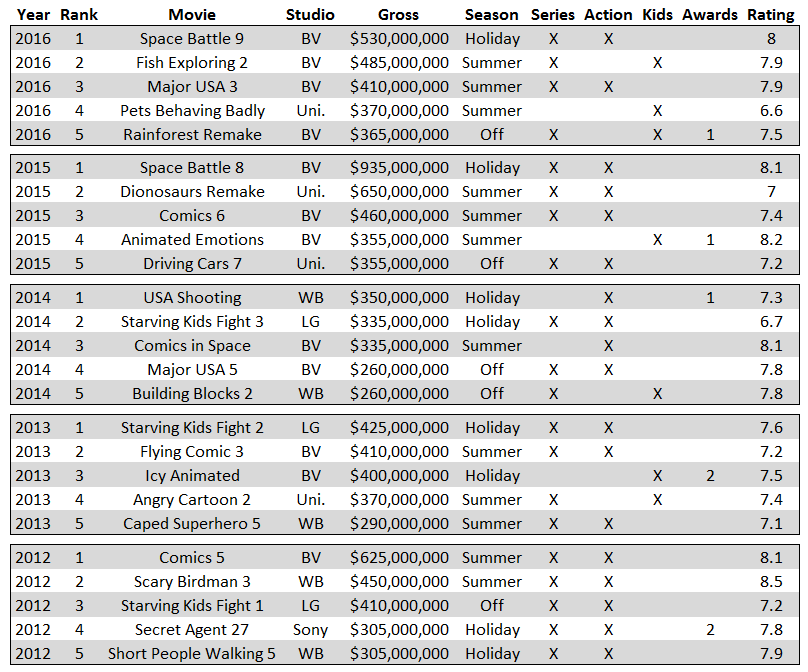 Year Rank Movie Studio Gross Season Series Action Kids Awards Rating
2016 1 Space Battle 9 BV $530,000,000 Holiday X X 8
2016 2 Fish Exploring 2 BV $485,000,000 Summer X X 7.9
2016 3 Major USA 3 BV $410,000,000 Summer X X 7.9
2016 4 Pets Behaving Badly Uni. $370,000,000 Summer X 6.6
2016 5 Rainforest Remake BV $365,000,000 Off X X 1 7.5
2015 1 Space Battle 8 BV $935,000,000 Holiday X X 8.1
2015 2 Dionosaurs Remake Uni. $650,000,000 Summer X X 7
2015 3 Comics 6 BV $460,000,000 Summer X X 7.4
2015 4 Animated Emotions BV $355,000,000 Summer X 1 8.2
2015 5 Driving Cars 7 Uni. $355,000,000 Off X X 7.2
2014 1 USA Shooting WB $350,000,000 Holiday X 1 7.3
2014 2 Starving Kids Fight 3 LG $335,000,000 Holiday X X 6.7
2014 3 Comics in Space BV $335,000,000 Summer X 8.1
2014 4 Major USA 5 BV $260,000,000 Off X X 7.8
2014 5 Building Blocks 2 WB $260,000,000 Off X X 7.8
2013 1 Starving Kids Fight 2 LG $425,000,000 Holiday X X 7.6
2013 2 Flying Comic 3 BV $410,000,000 Summer X X 7.2
2013 3 Icy Animated BV $400,000,000 Holiday X 2 7.5
2013 4 Angry Cartoon 2 Uni. $370,000,000 Summer X X 7.4
2013 5 Caped Superhero 5 WB $290,000,000 Summer X X 7.1
2012 1 Comics 5 BV $625,000,000 Summer X X 8.1
2012 2 Scary Birdman 3 WB $450,000,000 Summer X X 8.5
2012 3 Starving Kids Fight 1 LG $410,000,000 Off X X 7.2
2012 4 Secret Agent 27 Sony $305,000,000 Holiday X X 2 7.8
2012 5 Short People Walking 5 WB $305,000,000 Holiday X X 7.9